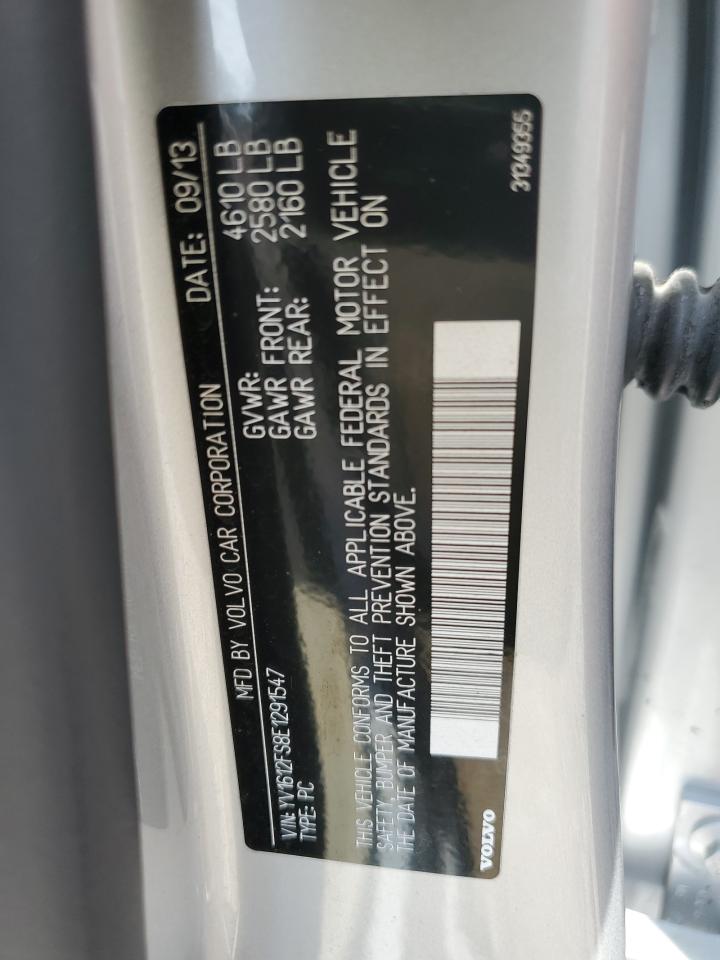 MFD BY VOLVO CAR CORPORATION DATE: 09/13
GVWR: 4610 LB
GAWR FRONT: 2580 LB
GAWR REAR: 2160 LB
VIN: YV1612FS8E1291547
TYPE: PC
THIS VEHICLE CONFORMS TO ALL APPLICABLE FEDERAL MOTOR VEHICLE
SAFETY, BUMPER AND THEFT PREVENTION STANDARDS IN EFFECT ON
THE DATE OF MANUFACTURE SHOWN ABOVE.
VOLVO 31349355